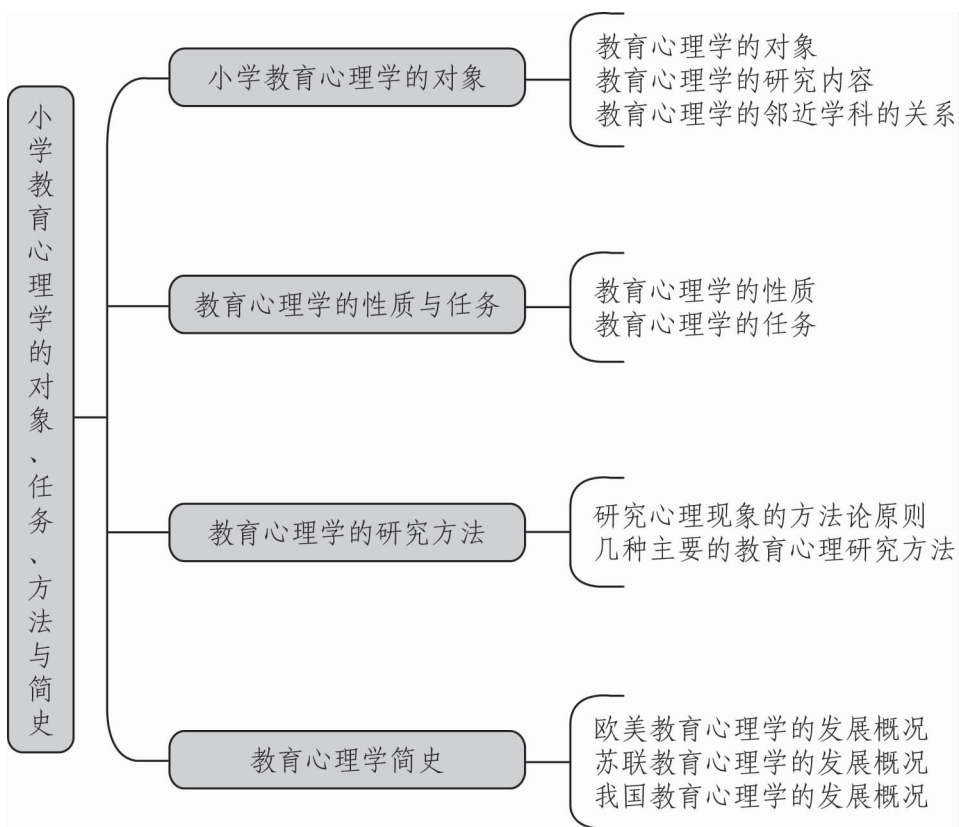 小学教育心理学的对象、任务、方法与简史
小学教育心理学的对象
教育心理学的对象
教育心理学的研究内容
教育心理学的邻近学科的关系
教育心理学的性质与任务
教育心理学的性质
教育心理学的任务
教育心理学的研究方法
研究心理现象的方法论原则
几种主要的教育心理研究方法
教育心理学简史
欧美教育心理学的发展概况
苏联教育心理学的发展概况
我国教育心理学的发展概况